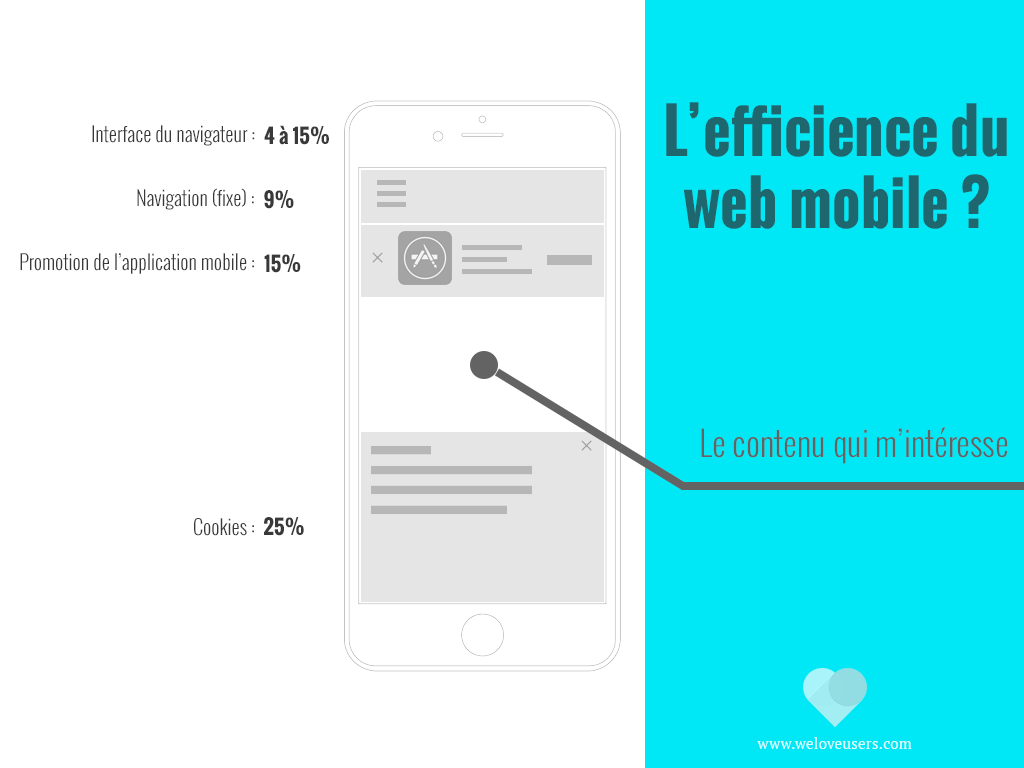 Interface du navigateur : 4 à 15%
Navigation (fixe) : 9%
Promotion de l'application mobile : 15%
Cookies : 25%
L'efficience du
web mobile ?
Le contenu qui m'intéresse
www.weloveusers.com